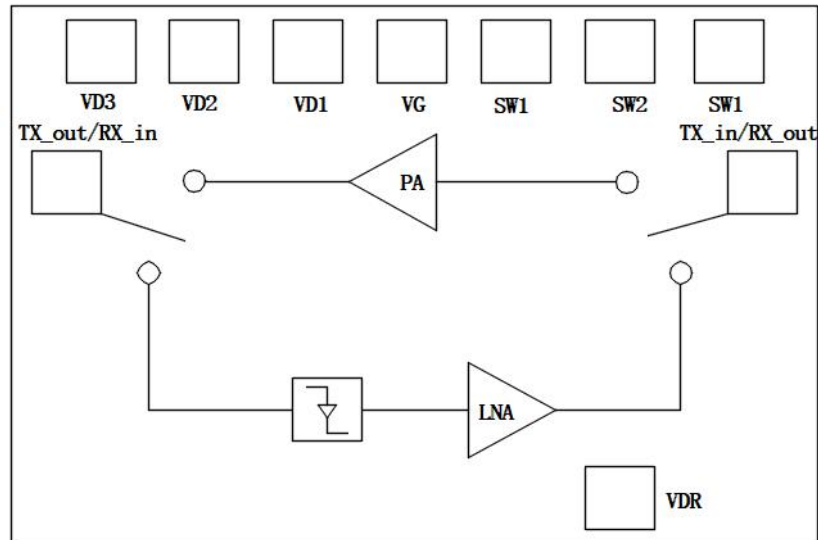 VD3 VD2 VD1 VG SW1 SW2 SW1
TX_out/RX_in TX_in/RX_out
PA
LNA
VDR